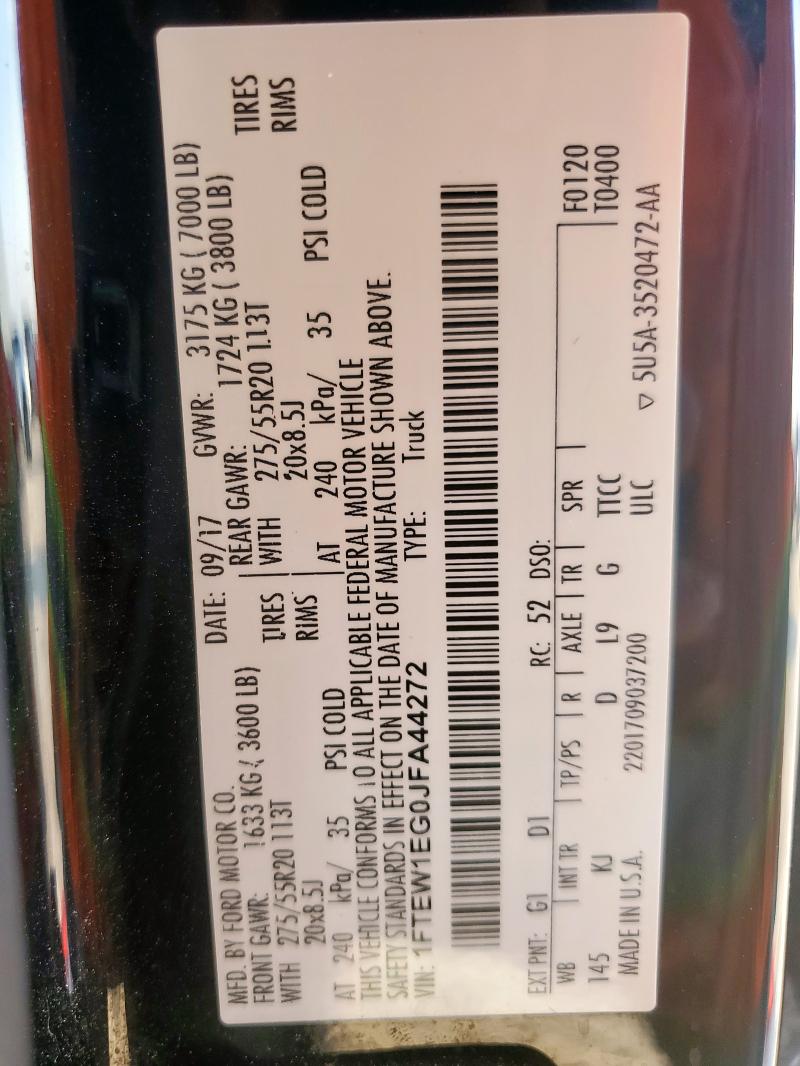 MFD. BY FORD MOTOR CO. DATE: 09/17 GVWR: 3175 KG ( 7000 LB)
FRONT GAWR: 1633 KG ( 3600 LB) REAR GAWR: 1724 KG ( 3800 LB)
WITH 275/55R20 113T TIRES WITH 275/55R20 113T TIRES
20x8.5J RIMS 20x8.5J RIMS
AT 240 kPa/ 35 PSI COLD AT 240 kPa/ 35 PSI COLD
THIS VEHICLE CONFORMS TO ALL APPLICABLE FEDERAL MOTOR VEHICLE
SAFETY STANDARDS IN EFFECT ON THE DATE OF MANUFACTURE SHOWN ABOVE.
VIN: 1FTEW1EG0JFA44272 TYPE: Truck
EXT PNT: G1 D1 RC: 52 DSO:
WB INT TR TP/PS R AXLE TR SPR F0120
145 KJ D L9 G TTCC T0400
MADE IN U.S.A. 2201709037200 ULC
▽ 5U5A-3520472-AA